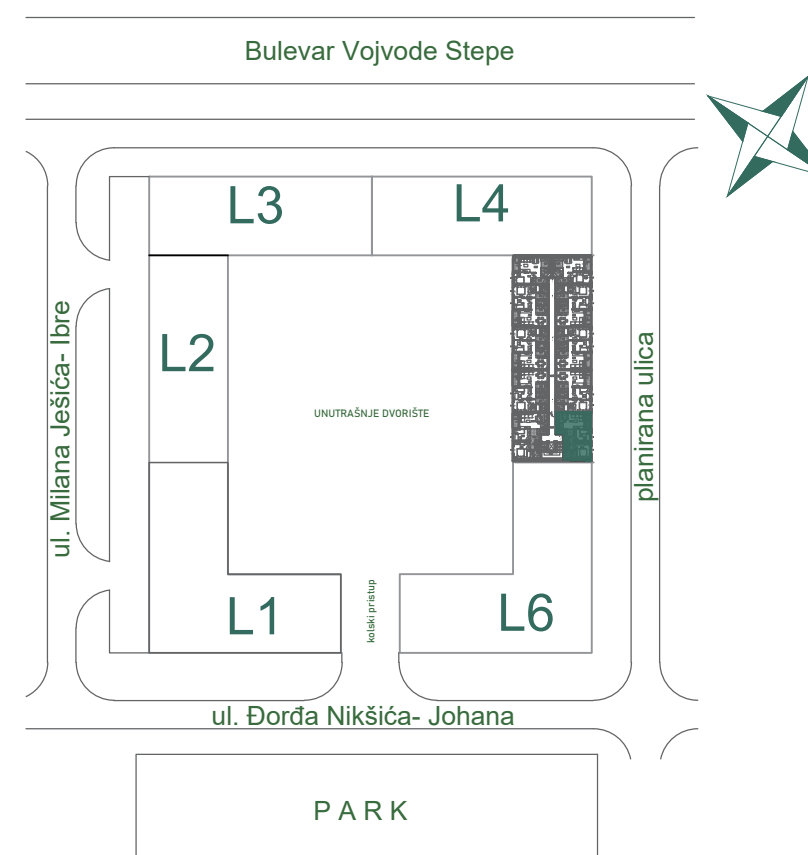 Bulevar Vojvode Stepe
L3
L4
L2
ul. Milana Ješića- Ibre
UNUTRAŠNJE DVORIŠTE
planirana ulica
L1
kolski pristup
L6
ul. Đorđa Nikšića- Johana
PARK